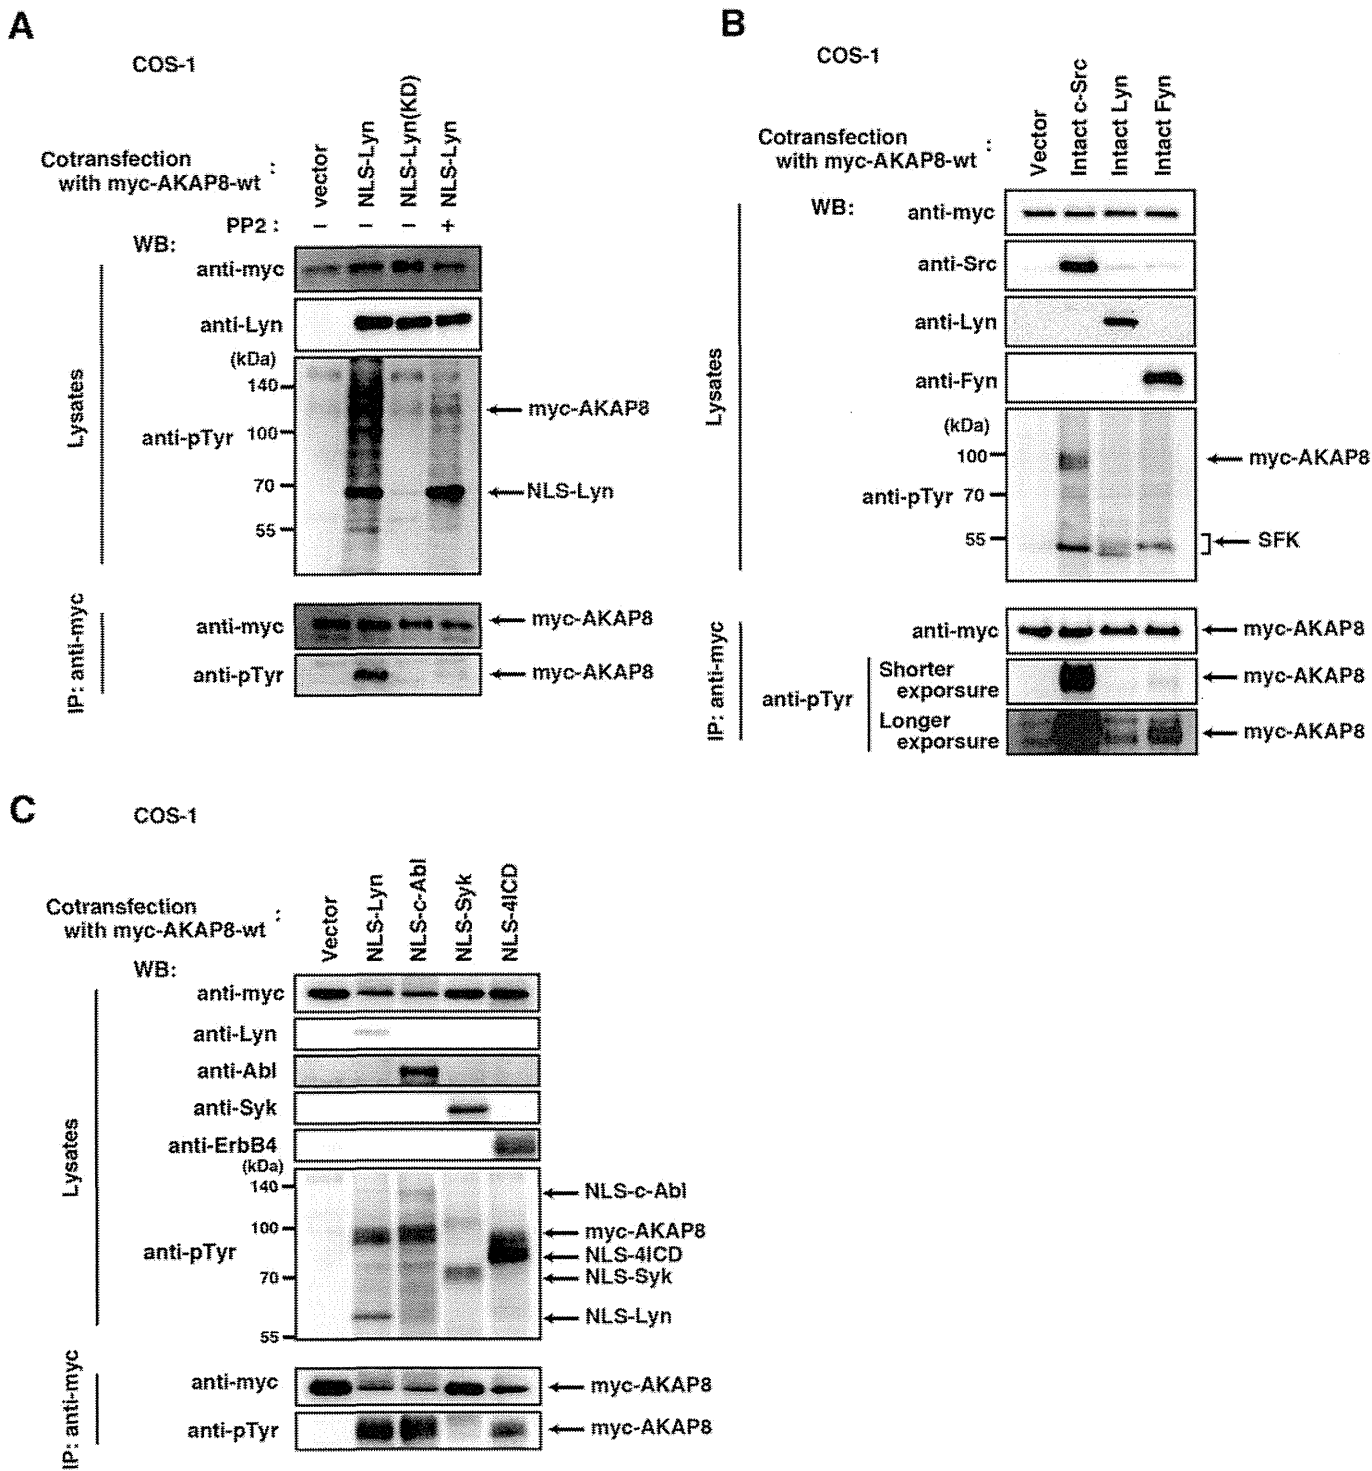 A
COS-1
Cotransfection
with myc-AKAP8-wt
:
vector
NLS-Lyn
NLS-Lyn(KD)
NLS-Lyn
PP2 : – – – +
WB:
anti-myc
anti-Lyn
(kDa)
140
100
70
55
anti-pTyr
myc-AKAP8
NLS-Lyn
Lysates
IP: anti-myc
anti-myc
myc-AKAP8
anti-pTyr
myc-AKAP8
B
COS-1
Cotransfection
with myc-AKAP8-wt
:
Vector
Intact c-Src
Intact Lyn
Intact Fyn
WB:
anti-myc
anti-Src
anti-Lyn
anti-Fyn
(kDa)
100
70
55
anti-pTyr
myc-AKAP8
SFK
Lysates
IP: anti-myc
anti-myc
myc-AKAP8
anti-pTyr
Shorter
exporsure
myc-AKAP8
Longer
exporsure
myc-AKAP8
C
COS-1
Cotransfection
with myc-AKAP8-wt
:
Vector
NLS-Lyn
NLS-c-Abl
NLS-Syk
NLS-4ICD
WB:
anti-myc
anti-Lyn
anti-Abl
anti-Syk
anti-ErbB4
(kDa)
140
100
70
55
anti-pTyr
NLS-c-Abl
myc-AKAP8
NLS-4ICD
NLS-Syk
NLS-Lyn
Lysates
IP: anti-myc
anti-myc
myc-AKAP8
anti-pTyr
myc-AKAP8